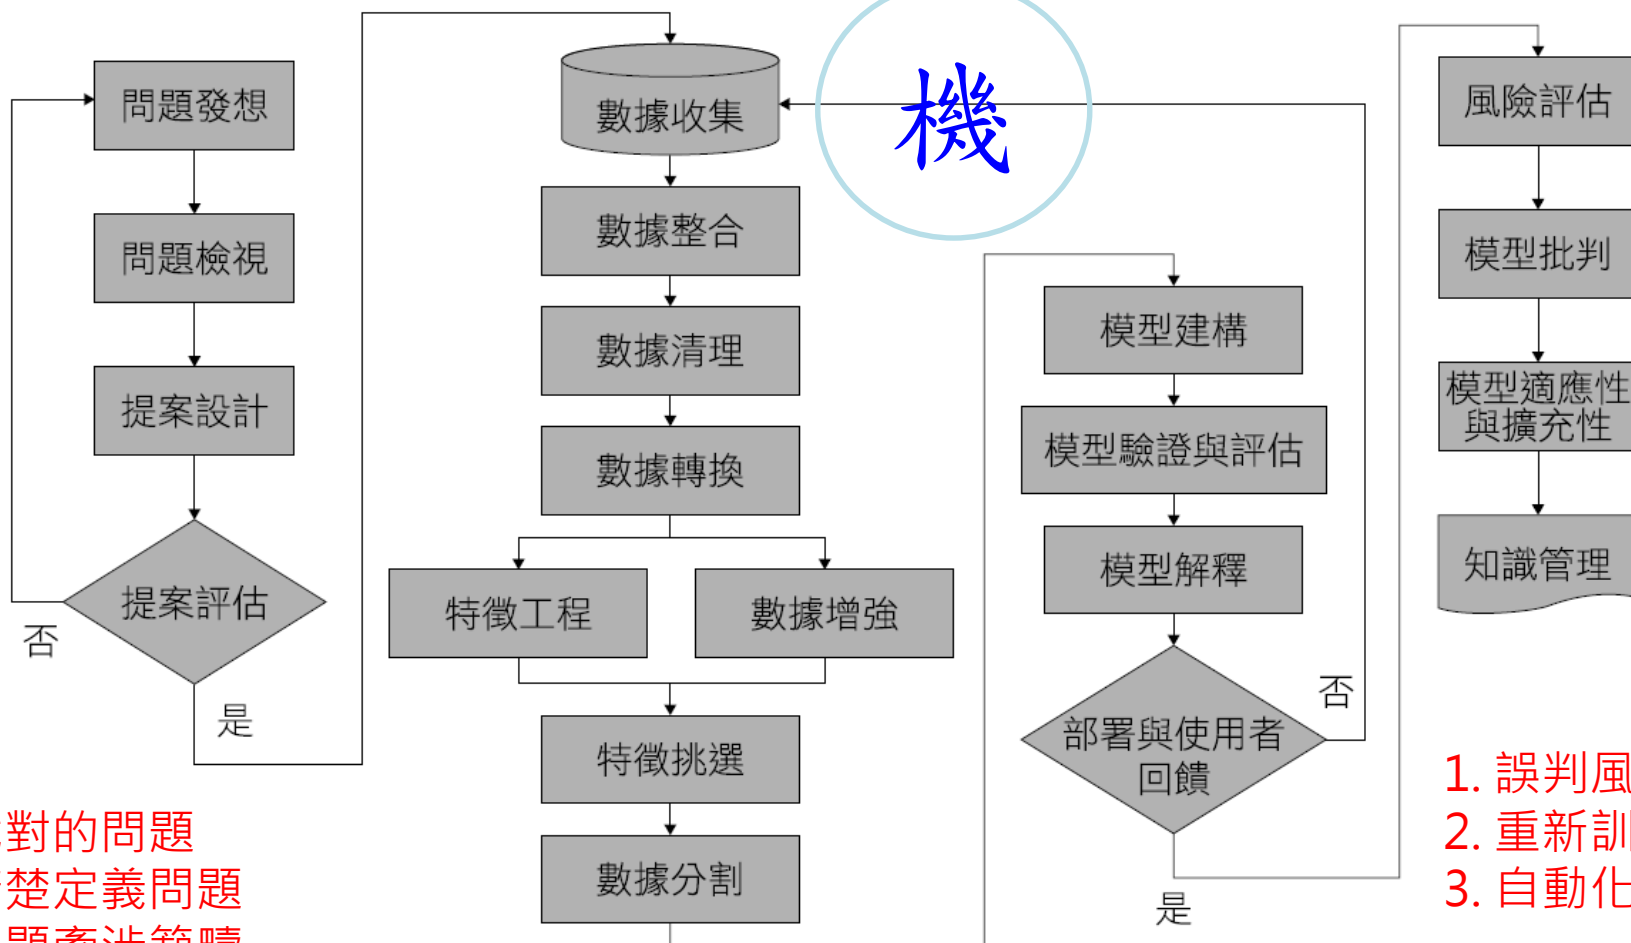 問題發想
問題檢視
提案設計
提案評估
否
是
對的問題
楚定義問題
數據收集
機
數據整合
數據清理
數據轉換
特徵工程
數據增強
特徵挑選
數據分割
模型建構
模型驗證與評估
模型解釋
部署與使用者
回饋
否
是
風險評估
模型批判
模型適應性
與擴充性
知識管理
1. 誤判風
2. 重新訓
3. 自動化